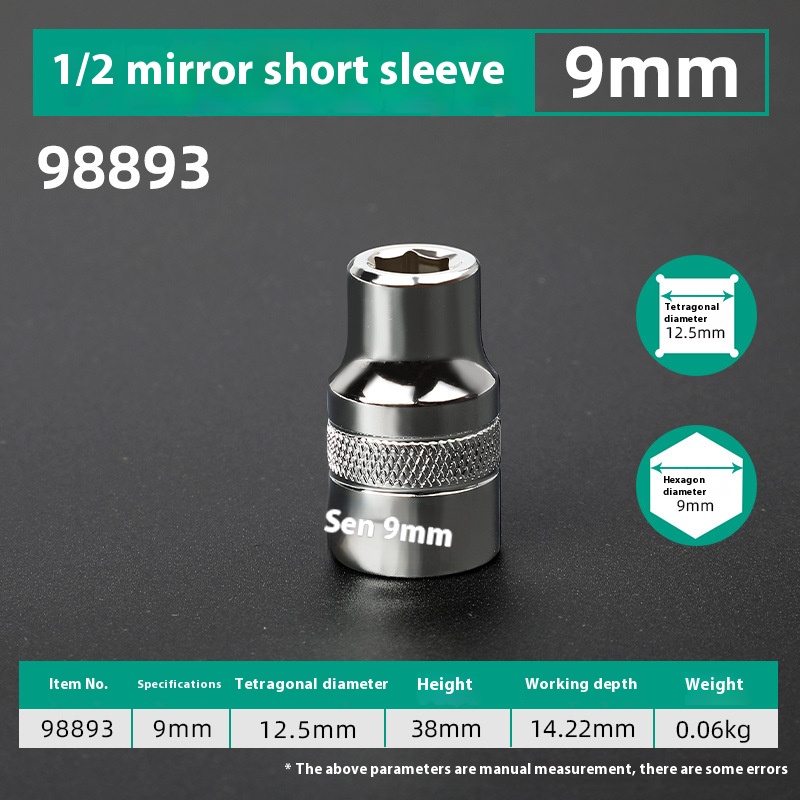 1/2 mirror short sleeve 9mm
98893
Tetragonal
diameter
12.5mm
Hexagon
diameter
9mm
Sen 9mm
Item No. Specifications Tetragonal diameter Height Working depth Weight
98893 9mm 12.5mm 38mm 14.22mm 0.06kg
* The above parameters are manual measurement, there are some errors